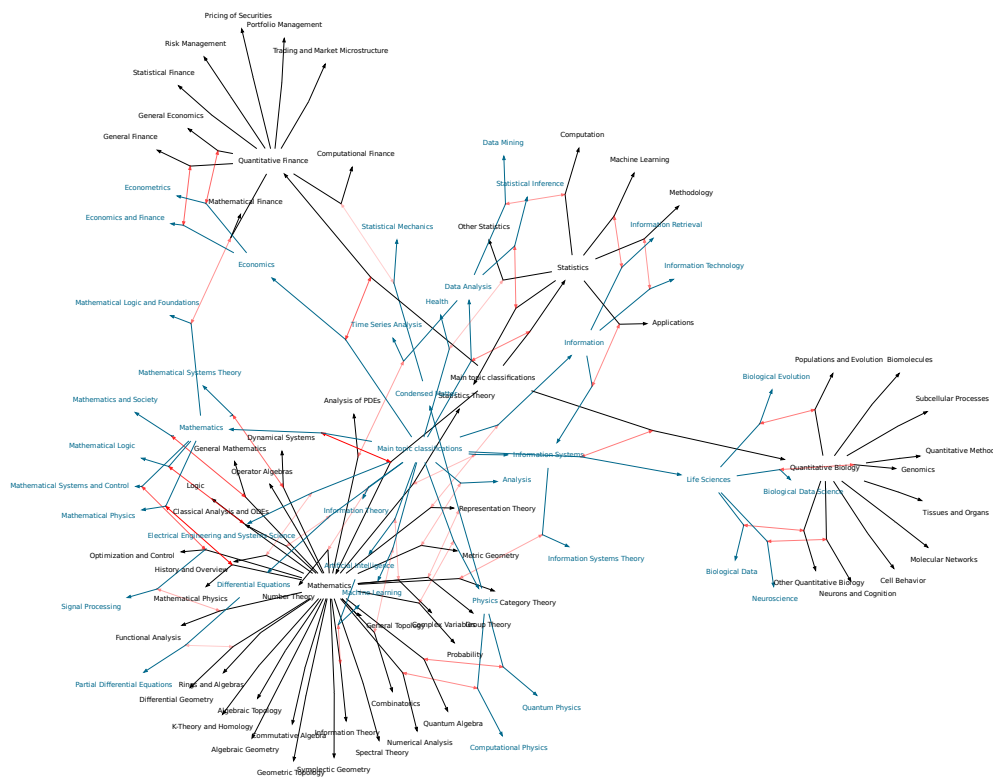 Pricing of Securities
Portfolio Management
Risk Management
Trading and Market Microstructure
Statistical Finance
General Economics
General Finance
Computation
Data Mining
Quantitative Finance
Computational Finance
Machine Learning
Econometrics
Statistical Inference
Methodology
Mathematical Finance
Economics and Finance
Statistical Mechanics
Other Statistics
Information Retrieval
Economics
Statistics
Information Technology
Data Analysis
Health
Mathematical Logic and Foundations
Time Series Analysis
Applications
Information
Populations and Evolution
Biomolecules
Mathematical Systems Theory
Main topic classifications
Biological Evolution
Condensed Matter
Statistics Theory
Mathematics and Society
Analysis of PDEs
Subcellular Processes
Mathematics
Dynamical Systems
Mathematical Logic
General Mathematics
Main topic classifications
Information Systems
Quantitative Metho
Operator Algebras
Quantitative Biology
Genomics
Mathematical Systems and Control
Logic
Analysis
Life Sciences
Biological Data Science
Mathematical Physics
Classical Analysis and ODEs
Information Theory
Representation Theory
Tissues and Organs
Electrical Engineering and Systems Science
Optimization and Control
Metric Geometry
Information Systems Theory
Molecular Networks
History and Overview
Artificial Intelligence
Biological Data
Differential Equations
Mathematics
Other Quantitative Biology
Cell Behavior
Number Theory
Machine Learning
Neurons and Cognition
Signal Processing
Mathematical Physics
Physics
Category Theory
Neuroscience
General Topology
Complex Variables
Group Theory
Functional Analysis
Probability
Partial Differential Equations
Rings and Algebras
Differential Geometry
Combinatorics
Quantum Physics
Algebraic Topology
K-Theory and Homology
Quantum Algebra
Commutative Algebra
Information Theory
Numerical Analysis
Computational Physics
Algebraic Geometry
Spectral Theory
Geometric Topology
Symplectic Geometry